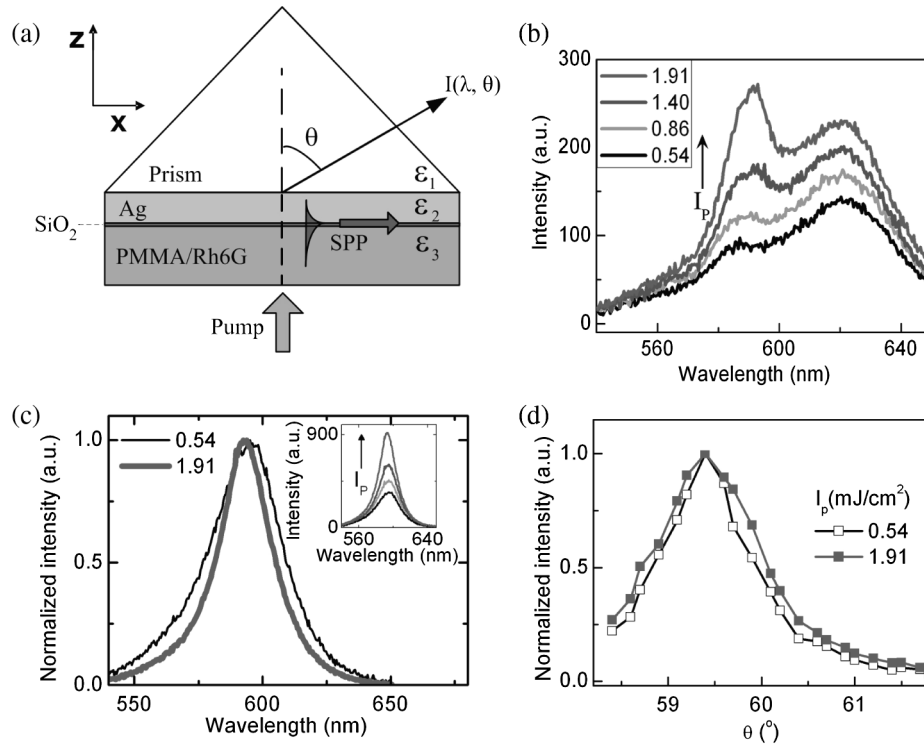 (a)
z
x
I(λ, θ)
θ
Prism
ε1
Ag
ε2
SiO2
SPP
ε3
PMMA/Rh6G
Pump
(b)
300
200
100
0
Intensity (a.u.)
1.91
1.40
0.86
0.54
IP
560
600
640
Wavelength (nm)
(c)
1.0
0.5
0.0
Normalized intensity (a.u.)
0.54
1.91
900
0
Intensity (a.u.)
IP
560
640
Wavelength (nm)
550
600
650
Wavelength (nm)
(d)
1.0
0.5
0.0
Normalized intensity (a.u.)
Ip(mJ/cm²)
0.54
1.91
59
60
61
θ (°)